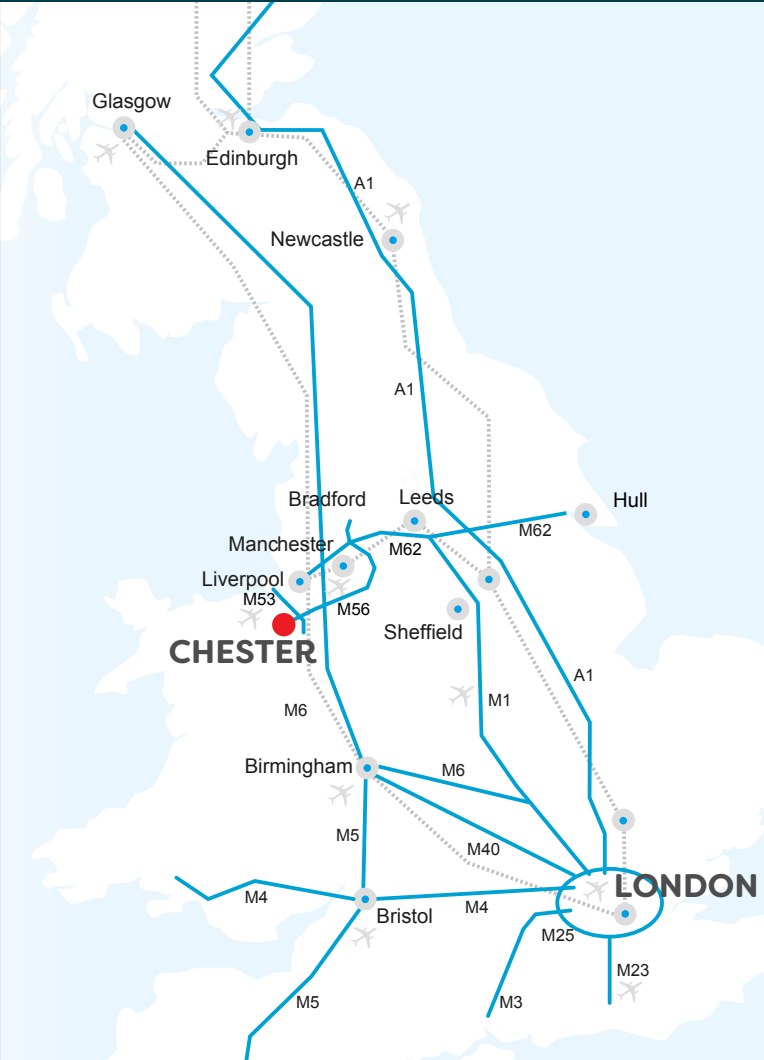 Glasgow
Edinburgh
A1
Newcastle
A1
Bradford
Leeds
Hull
M62
Manchester
M62
Liverpool
M53
M56
Sheffield
CHESTER
A1
M1
M6
Birmingham
M6
M5
M40
LONDON
M4
M4
Bristol
M25
M23
M5
M3